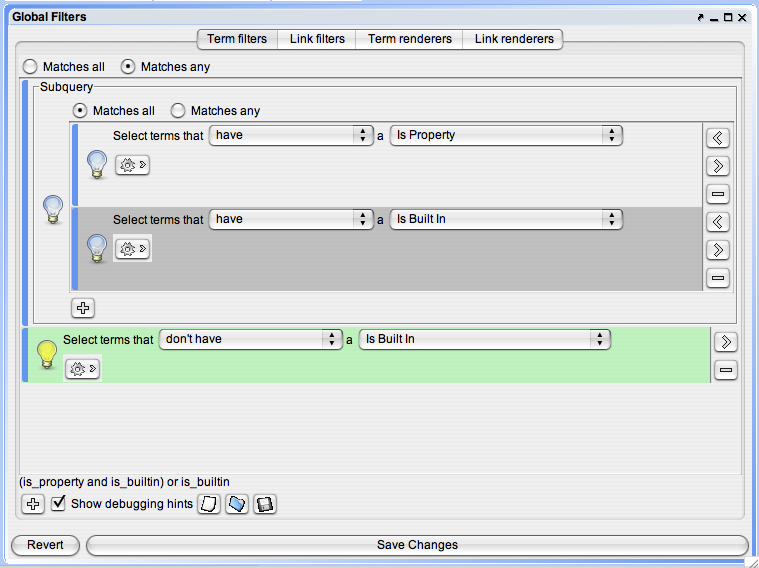 Global Filters
Term filters Link filters Term renderers Link renderers
Matches all Matches any
Subquery
Matches all Matches any
Select terms that have a Is Property
Select terms that have a Is Built In
Select terms that don't have a Is Built In
(is_property and is_builtin) or is_builtin
Show debugging hints
Revert Save Changes